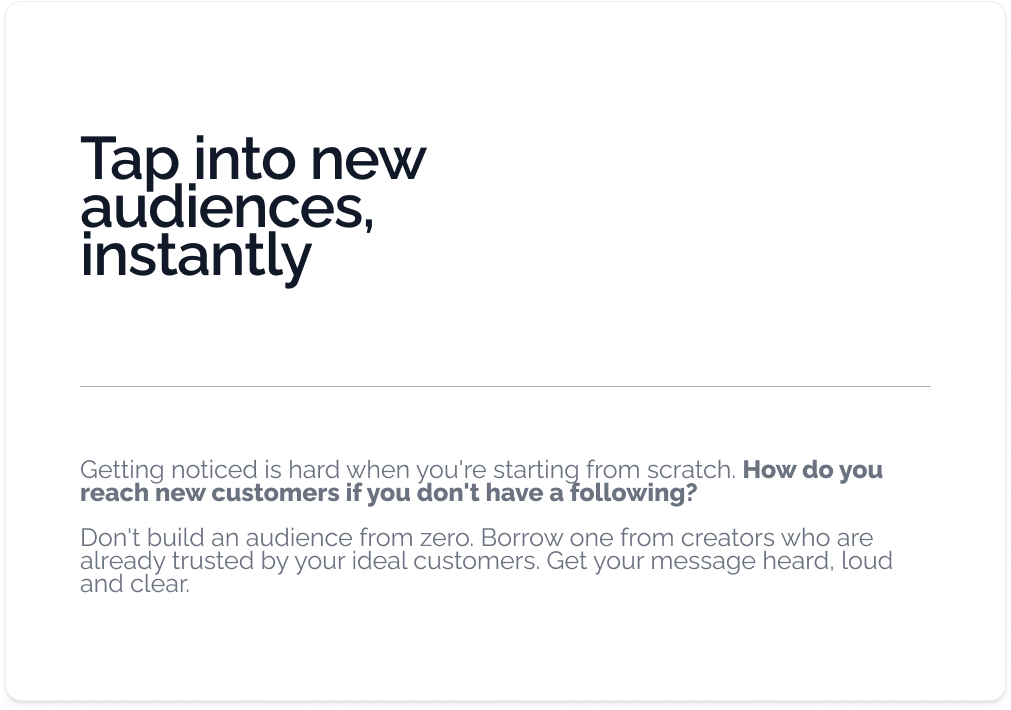 Tap into new
audiences,
instantly
Getting noticed is hard when you're starting from scratch. How do you
reach new customers if you don't have a following?
Don't build an audience from zero. Borrow one from creators who are
already trusted by your ideal customers. Get your message heard, loud
and clear.